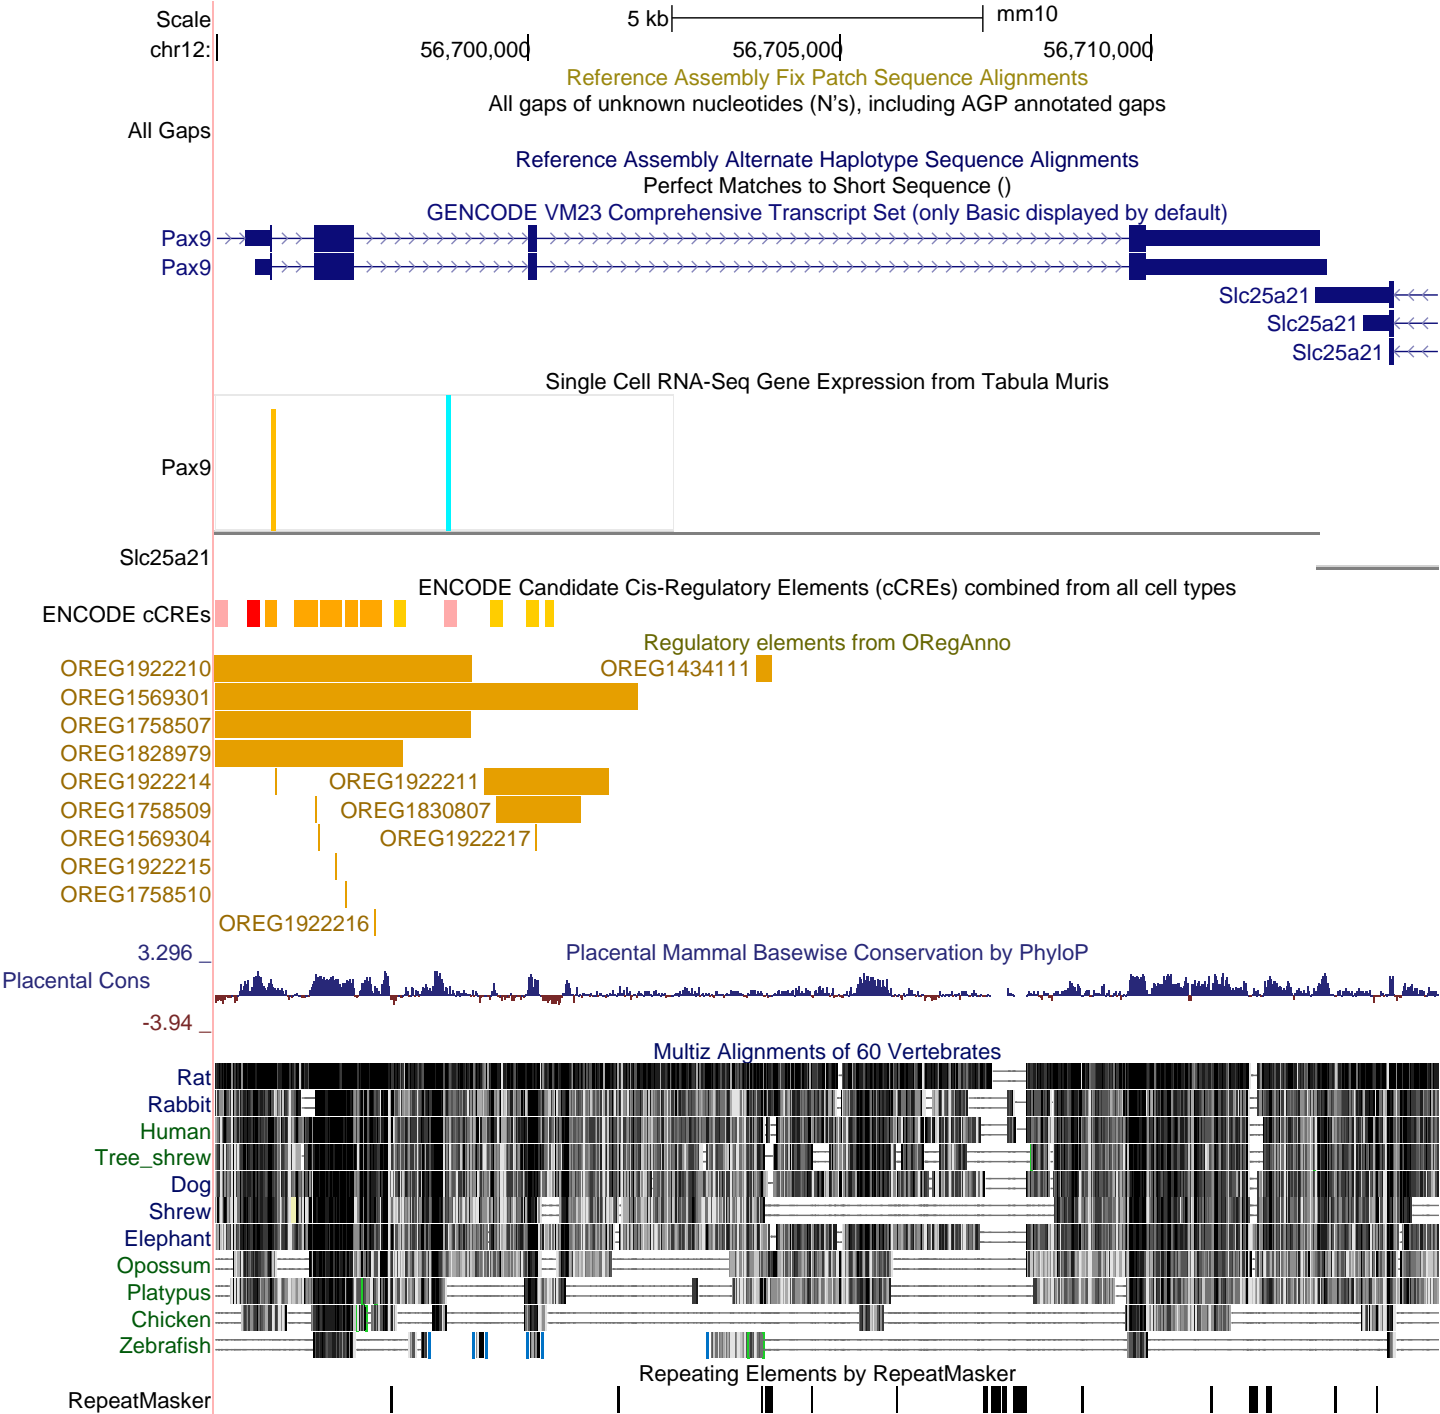 Scale 5 kb mm10
chr12: 56,700,000 56,705,000 56,710,000
Reference Assembly Fix Patch Sequence Alignments
All gaps of unknown nucleotides (N's), including AGP annotated gaps
All Gaps
Reference Assembly Alternate Haplotype Sequence Alignments
Perfect Matches to Short Sequence ()
GENCODE VM23 Comprehensive Transcript Set (only Basic displayed by default)
Pax9
Pax9
Slc25a21
Slc25a21
Slc25a21
Single Cell RNA-Seq Gene Expression from Tabula Muris
Pax9
Slc25a21
ENCODE Candidate Cis-Regulatory Elements (cCREs) combined from all cell types
ENCODE cCREs
Regulatory elements from ORegAnno
OREG1922210 OREG1434111
OREG1569301
OREG1758507
OREG1828979
OREG1922214 OREG1922211
OREG1758509 OREG1830807
OREG1569304 OREG1922217
OREG1922215
OREG1758510
OREG1922216
3.296 _ Placental Mammal Basewise Conservation by PhyloP
Placental Cons
-3.94 _
Multiz Alignments of 60 Vertebrates
Rat
Rabbit
Human
Tree_shrew
Dog
Shrew
Elephant
Opossum
Platypus
Chicken
Zebrafish
Repeating Elements by RepeatMasker
RepeatMasker